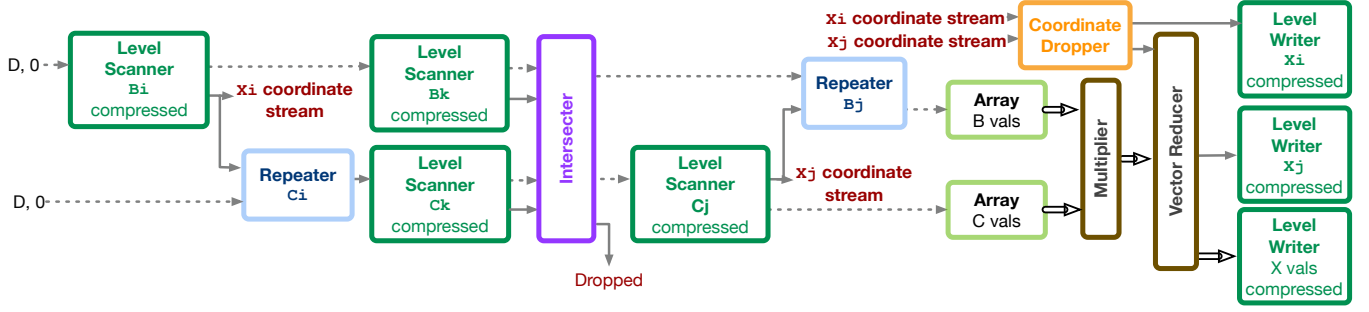 D, 0
Level
Scanner
Bi
compressed
Xi coordinate
stream
D, 0
Repeater
Ci
Level
Scanner
Bk
compressed
Level
Scanner
Ck
compressed
Intersecter
Dropped
Level
Scanner
Cj
compressed
Xj coordinate
stream
Repeater
Bj
Xi coordinate stream
Xj coordinate stream
Coordinate
Dropper
Array
B vals
Array
C vals
Multiplier
Vector Reducer
Level
Writer
Xi
compressed
Level
Writer
Xj
compressed
Level
Writer
X vals
compressed